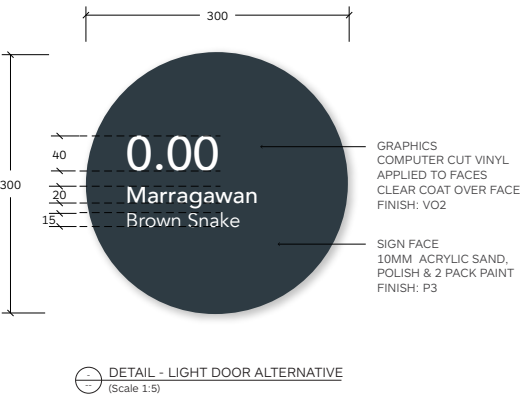 300
0.00
40
GRAPHICS
COMPUTER CUT VINYL
APPLIED TO FACES
CLEAR COAT OVER FACE
FINISH: VO2
300
20
Marragawan
15
Brown Snake
SIGN FACE
10MM ACRYLIC SAND,
POLISH & 2 PACK PAINT
FINISH: P3
DETAIL - LIGHT DOOR ALTERNATIVE
(Scale 1:5)